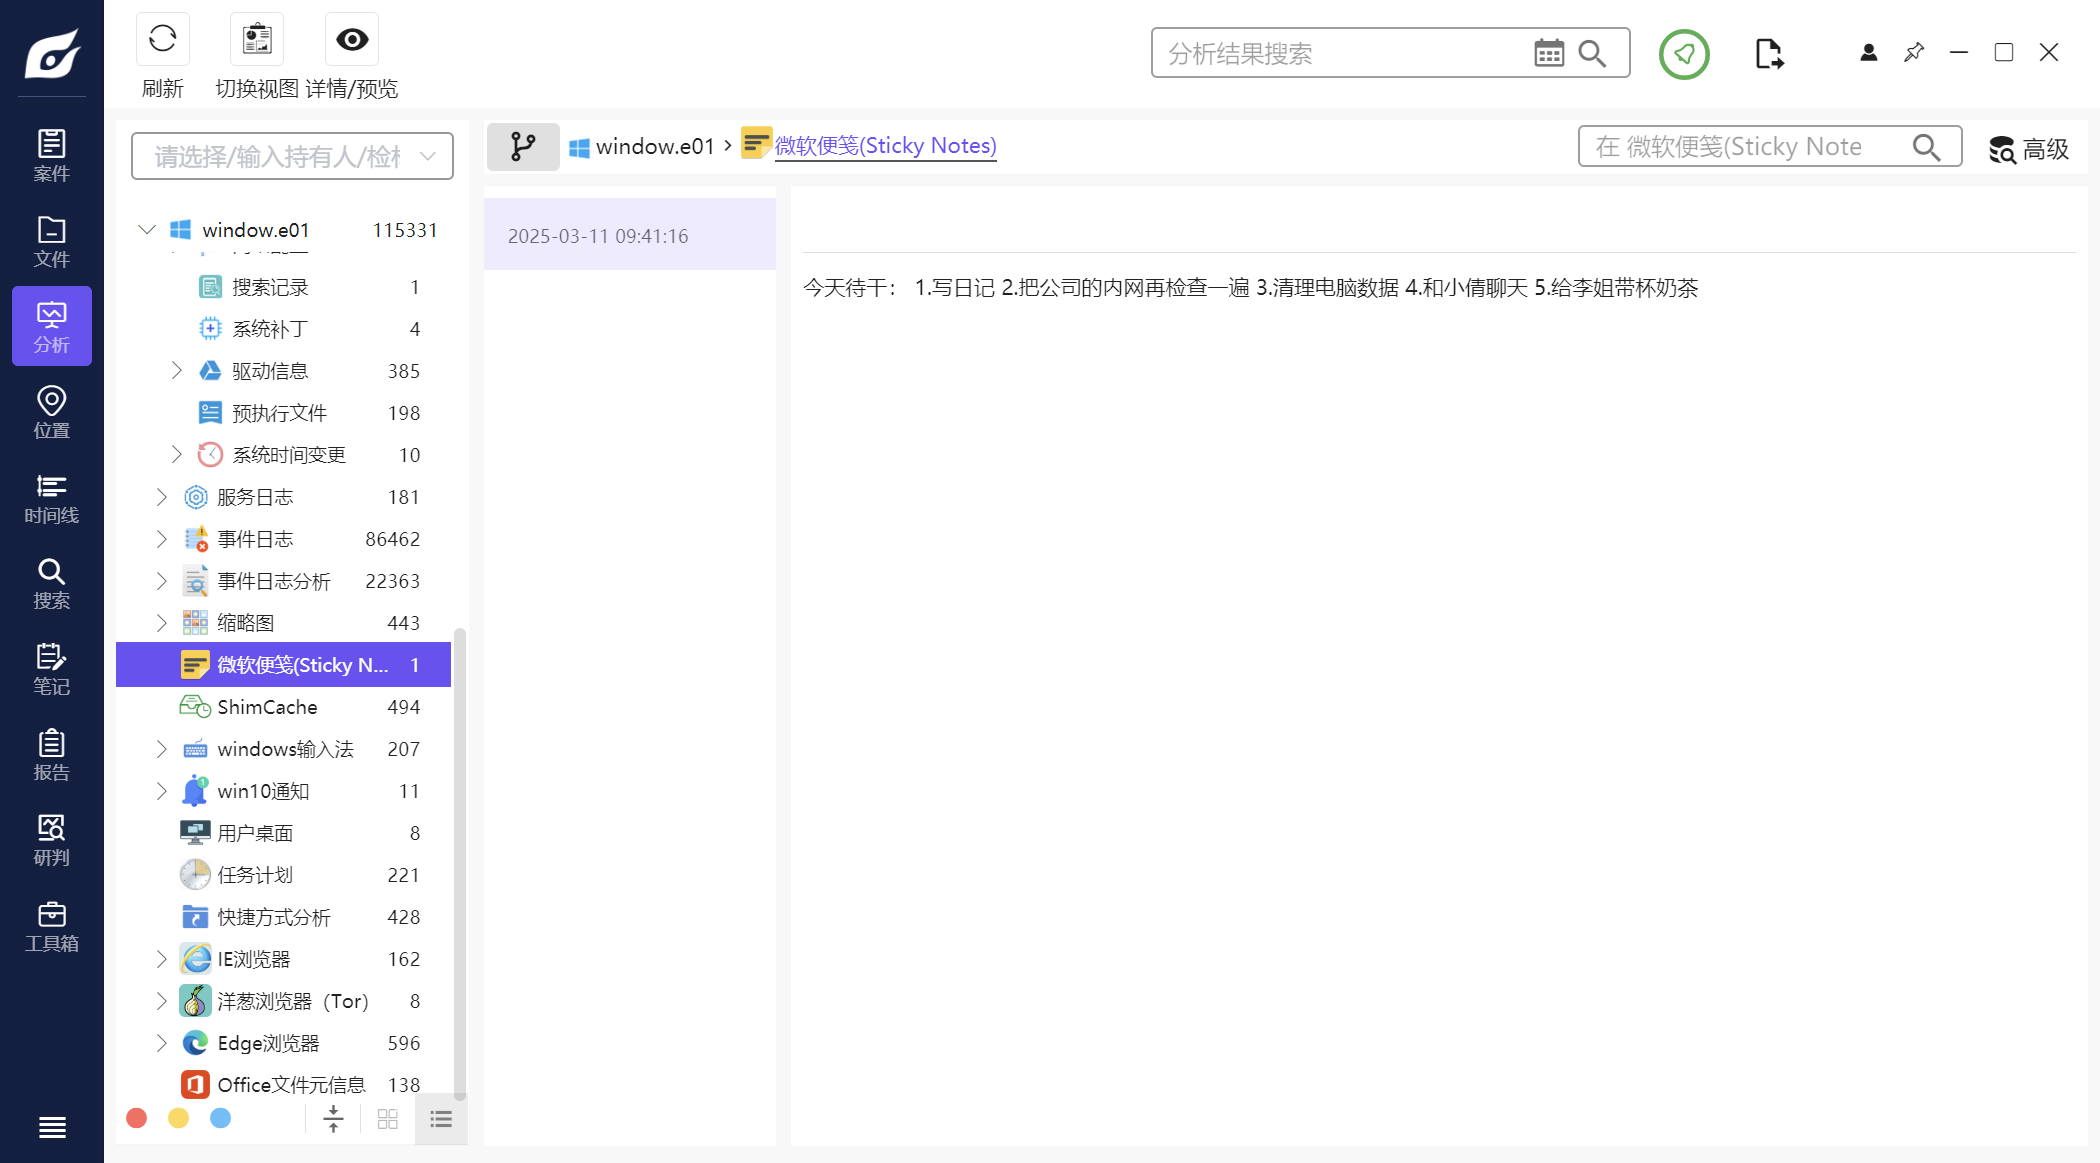 刷新
切换视图
详情/预览
分析结果搜索
案件
文件
分析
位置
时间线
搜索
笔记
报告
研判
工具箱
请选择/输入持有人/检材
window.e01 115331
搜索记录 1
系统补丁 4
驱动信息 385
预执行文件 198
系统时间变更 10
服务日志 181
事件日志 86462
事件日志分析 22363
缩略图 443
微软便笺(Sticky N... 1
ShimCache 494
windows输入法 207
win10通知 11
用户桌面 8
任务计划 221
快捷方式分析 428
IE浏览器 162
洋葱浏览器（Tor） 8
Edge浏览器 596
Office文件元信息 138
window.e01 › 微软便笺(Sticky Notes)
在 微软便笺(Sticky Note
高级
2025-03-11 09:41:16
今天待干： 1.写日记 2.把公司的内网再检查一遍 3.清理电脑数据 4.和小倩聊天 5.给李姐带杯奶茶